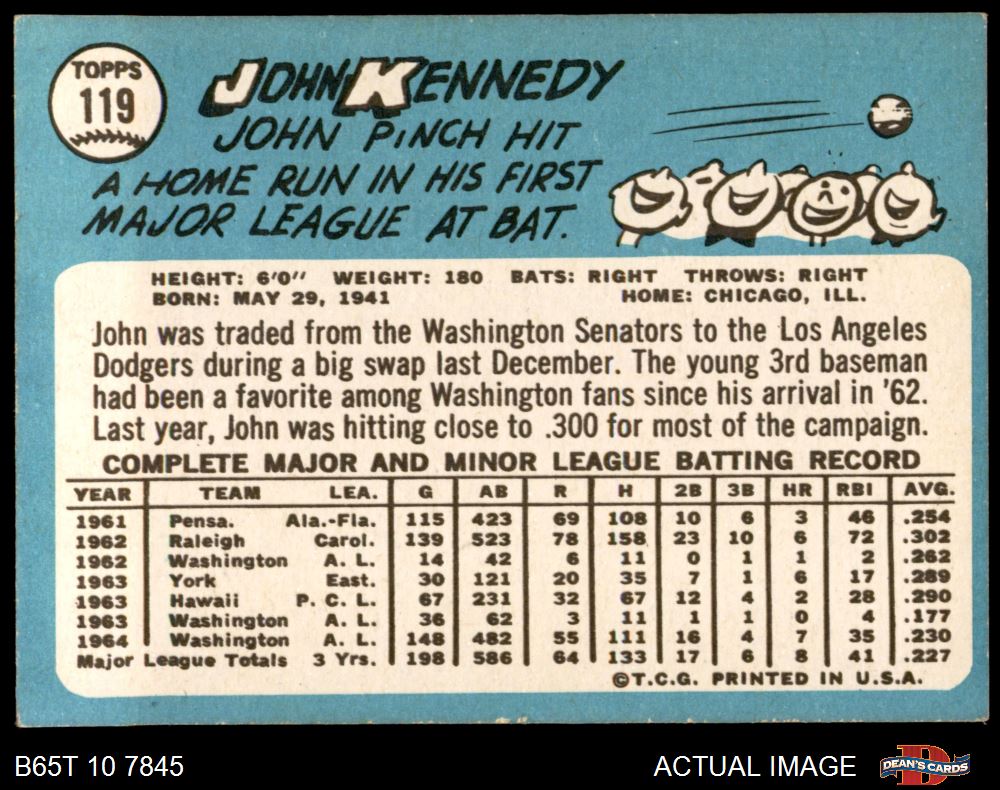 TOPPS
119
JOHN KENNEDY
JOHN PINCH HIT
A HOME RUN IN HIS FIRST
MAJOR LEAGUE AT BAT.
HEIGHT: 6'0" WEIGHT: 180 BATS: RIGHT THROWS: RIGHT
BORN: MAY 29, 1941 HOME: CHICAGO, ILL.
John was traded from the Washington Senators to the Los Angeles
Dodgers during a big swap last December. The young 3rd baseman
had been a favorite among Washington fans since his arrival in '62.
Last year, John was hitting close to .300 for most of the campaign.
COMPLETE MAJOR AND MINOR LEAGUE BATTING RECORD
YEAR TEAM LEA. G AB R H 2B 3B HR RBI AVG.
1961 Pensa. Ala.-Fla. 115 423 69 108 10 6 3 46 .254
1962 Raleigh Carol. 139 523 78 158 23 10 6 72 .302
1962 Washington A. L. 14 42 6 11 0 1 1 2 .262
1963 York East. 30 121 20 35 7 1 6 17 .289
1963 Hawaii P. C. L. 67 231 32 67 12 4 2 28 .290
1963 Washington A. L. 36 62 3 11 1 1 0 4 .177
1964 Washington A. L. 148 482 55 111 16 4 7 35 .230
Major League Totals 3 Yrs. 198 586 64 133 17 6 8 41 .227
©T.C.G. PRINTED IN U.S.A.
B65T 10 7845 ACTUAL IMAGE
D
DEAN'S CARDS